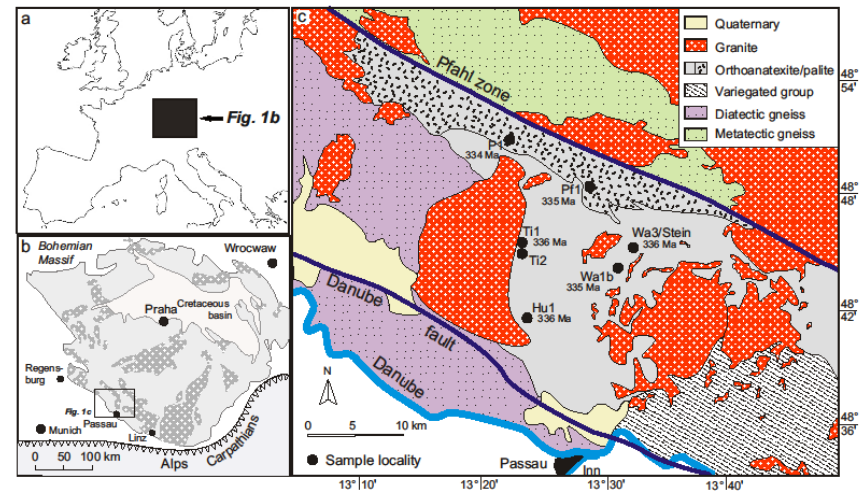 a
Fig. 1b
b
Bohemian
Massif
Wrocwaw
Cretaceous
basin
Praha
Regens-
burg
Fig. 1c
Passau
Munich
Linz
Carpathians
Alps
0 50 100 km
c
Quaternary
Granite
Orthoanatexite/palite
Variegated group
Diatectic gneiss
Metatectic gneiss
48°
54'
Pfahl zone
P1
334 Ma
Pf1
335 Ma
48°
48'
Ti1
336 Ma
Ti2
Wa3/Stein
336 Ma
Wa1b
335 Ma
Hu1
336 Ma
48°
42'
Danube
fault
Danube
N
0 5 10 km
48°
36'
Sample locality
Passau
Inn
13° 10' 13° 20' 13° 30' 13° 40'